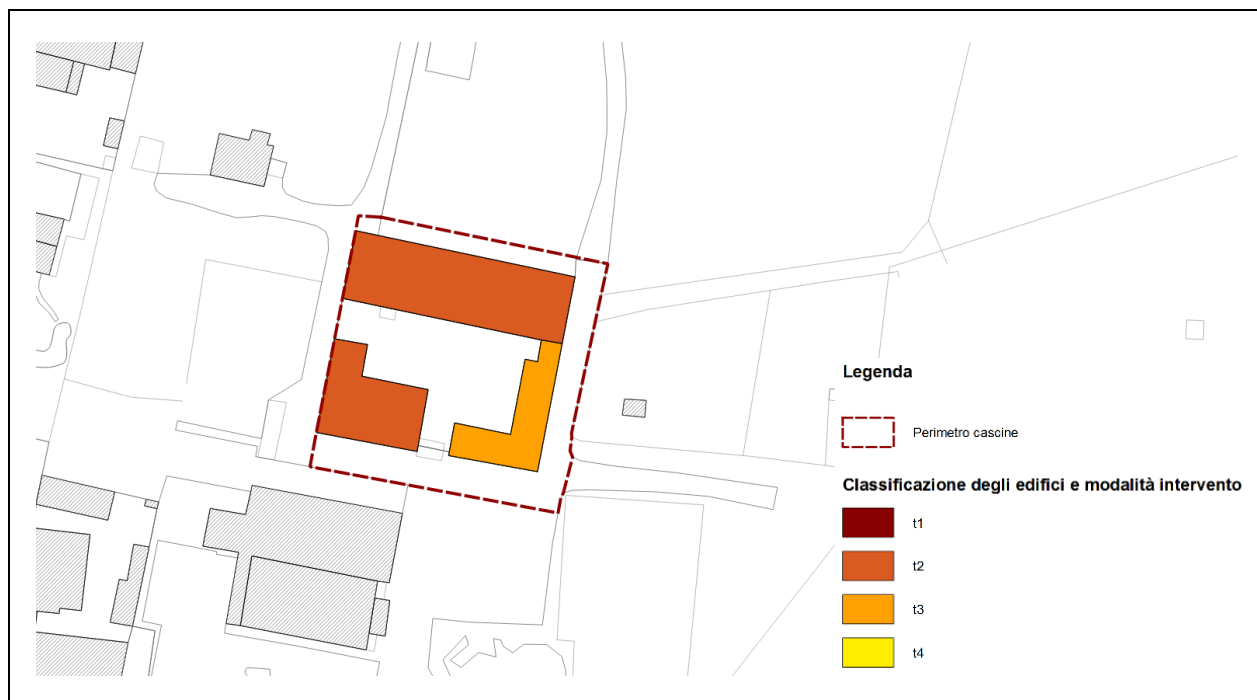 Legenda
Perimetro cascine
Classificazione degli edifici e modalità intervento
t1
t2
t3
t4